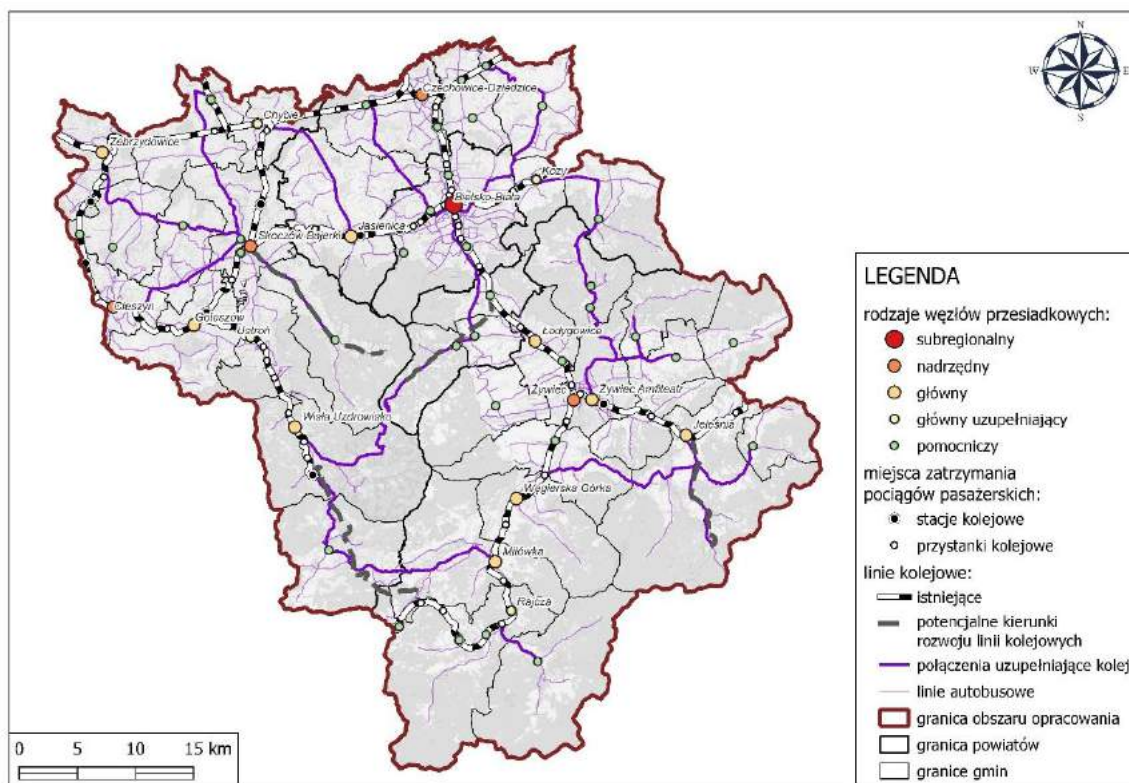 N
W E
S
Czechowice-Dziedzice
Chybie
Zebrzydowice
Kozy
Bielsko-Biała
Jasienica
Skoczów Bajerki
Cieszyn
Goleszów
Ustroń
Łodygowice
Żywiec
Żywiec Amfiteatr
Wisła Uzdrowisko
Jeleśnia
Węgierska Górka
Milówka
Rajcza
LEGENDA
rodzaje węzłów przesiadkowych:
subregionalny
nadrzędny
główny
główny uzupełniający
pomocniczy
miejsca zatrzymania
pociągów pasażerskich:
stacje kolejowe
przystanki kolejowe
linie kolejowe:
istniejące
potencjalne kierunki
rozwoju linii kolejowych
połączenia uzupełniające kolej
linie autobusowe
granica obszaru opracowania
granica powiatów
granice gmin
0 5 10 15 km